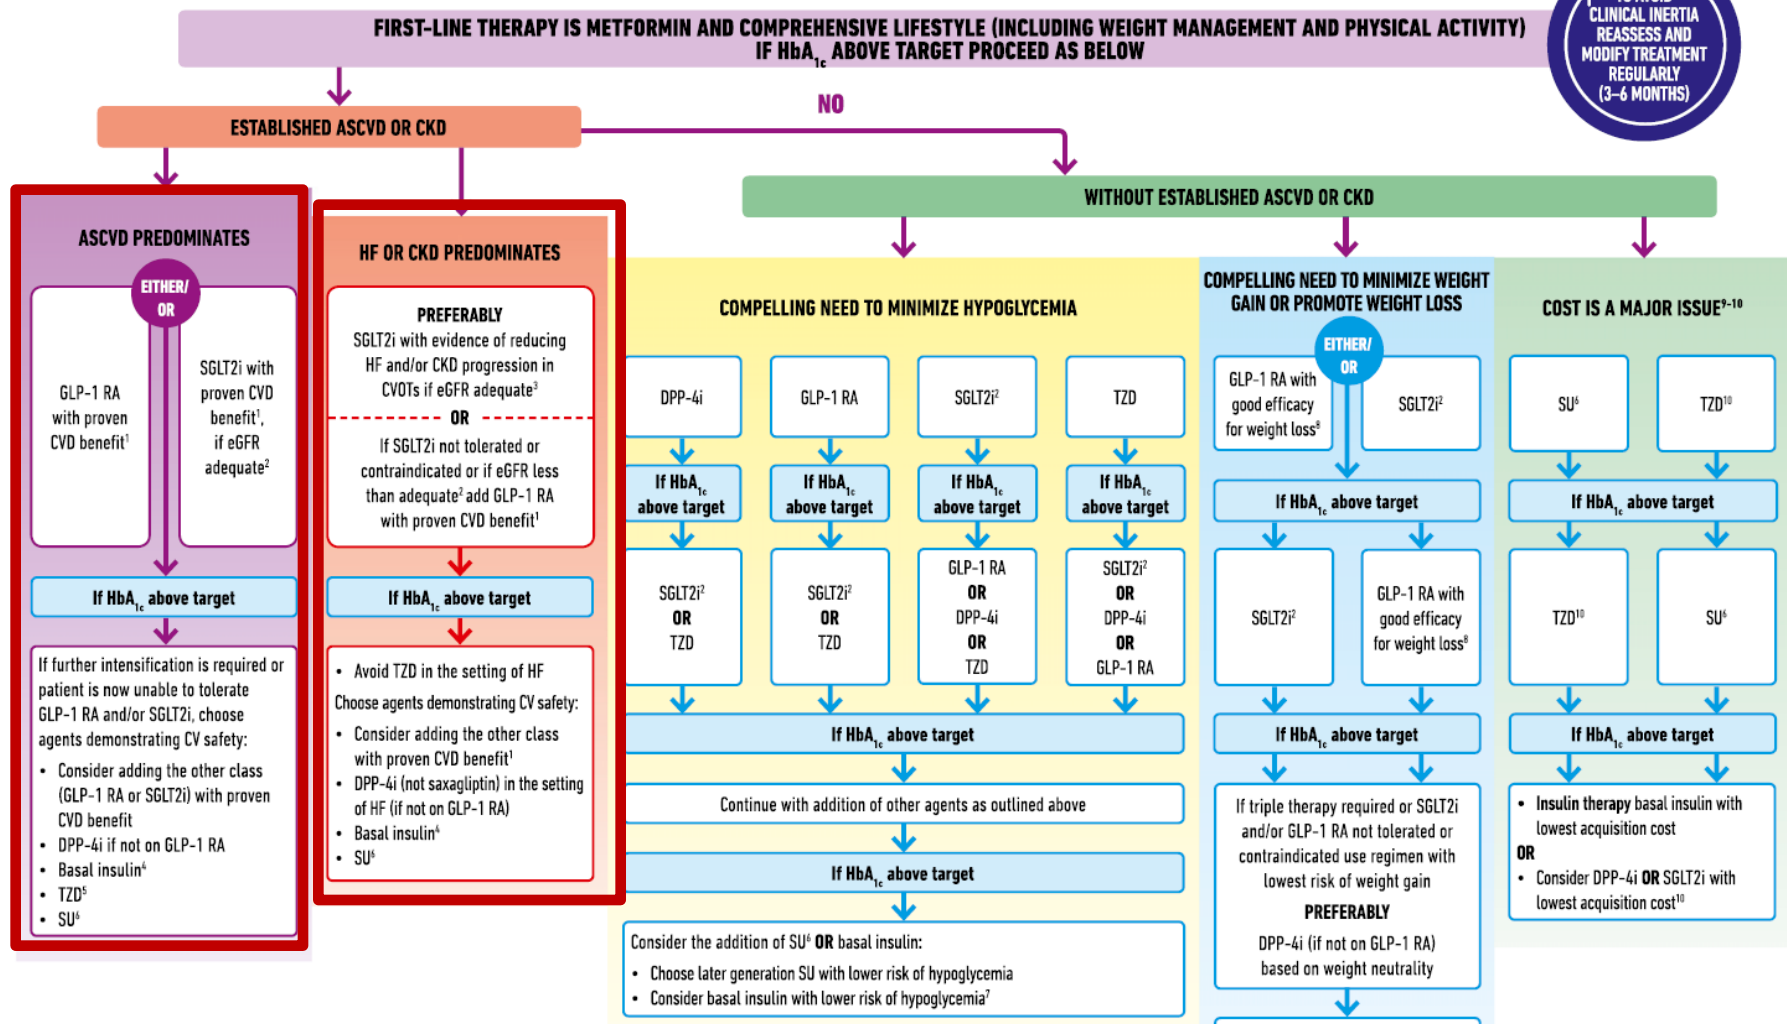 FIRST-LINE THERAPY IS METFORMIN AND COMPREHENSIVE LIFESTYLE (INCLUDING WEIGHT MANAGEMENT AND PHYSICAL ACTIVITY)
IF HbA1c ABOVE TARGET PROCEED AS BELOW
CLINICAL INERTIA
REASSESS AND
MODIFY TREATMENT
REGULARLY
(3–6 MONTHS)
NO
ESTABLISHED ASCVD OR CKD
WITHOUT ESTABLISHED ASCVD OR CKD
ASCVD PREDOMINATES
EITHER/
OR
GLP-1 RA
with proven
CVD benefit¹
SGLT2i with
proven CVD
benefit¹,
if eGFR
adequate²
If HbA1c above target
If further intensification is required or
patient is now unable to tolerate
GLP-1 RA and/or SGLT2i, choose
agents demonstrating CV safety:
• Consider adding the other class
(GLP-1 RA or SGLT2i) with proven
CVD benefit
• DPP-4i if not on GLP-1 RA
• Basal insulin⁴
• TZD⁵
• SU⁶
HF OR CKD PREDOMINATES
PREFERABLY
SGLT2i with evidence of reducing
HF and/or CKD progression in
CVOTs if eGFR adequate³
OR
If SGLT2i not tolerated or
contraindicated or if eGFR less
than adequate² add GLP-1 RA
with proven CVD benefit¹
If HbA1c above target
• Avoid TZD in the setting of HF
Choose agents demonstrating CV safety:
• Consider adding the other class
with proven CVD benefit¹
• DPP-4i (not saxagliptin) in the setting
of HF (if not on GLP-1 RA)
• Basal insulin⁴
• SU⁶
COMPELLING NEED TO MINIMIZE HYPOGLYCEMIA
DPP-4i
GLP-1 RA
SGLT2i²
TZD
If HbA1c
above target
If HbA1c
above target
If HbA1c
above target
If HbA1c
above target
SGLT2i²
OR
TZD
SGLT2i²
OR
TZD
GLP-1 RA
OR
DPP-4i
OR
TZD
SGLT2i²
OR
DPP-4i
OR
GLP-1 RA
If HbA1c above target
Continue with addition of other agents as outlined above
If HbA1c above target
Consider the addition of SU⁶ OR basal insulin:
• Choose later generation SU with lower risk of hypoglycemia
• Consider basal insulin with lower risk of hypoglycemia⁷
COMPELLING NEED TO MINIMIZE WEIGHT
GAIN OR PROMOTE WEIGHT LOSS
EITHER/
OR
GLP-1 RA with
good efficacy
for weight loss⁸
SGLT2i²
If HbA1c above target
SGLT2i²
GLP-1 RA with
good efficacy
for weight loss⁸
If HbA1c above target
If triple therapy required or SGLT2i
and/or GLP-1 RA not tolerated or
contraindicated use regimen with
lowest risk of weight gain
PREFERABLY
DPP-4i (if not on GLP-1 RA)
based on weight neutrality
COST IS A MAJOR ISSUE⁹⁻¹⁰
SU⁶
TZD¹⁰
If HbA1c above target
TZD¹⁰
SU⁶
If HbA1c above target
• Insulin therapy basal insulin with
lowest acquisition cost
OR
• Consider DPP-4i OR SGLT2i with
lowest acquisition cost¹⁰